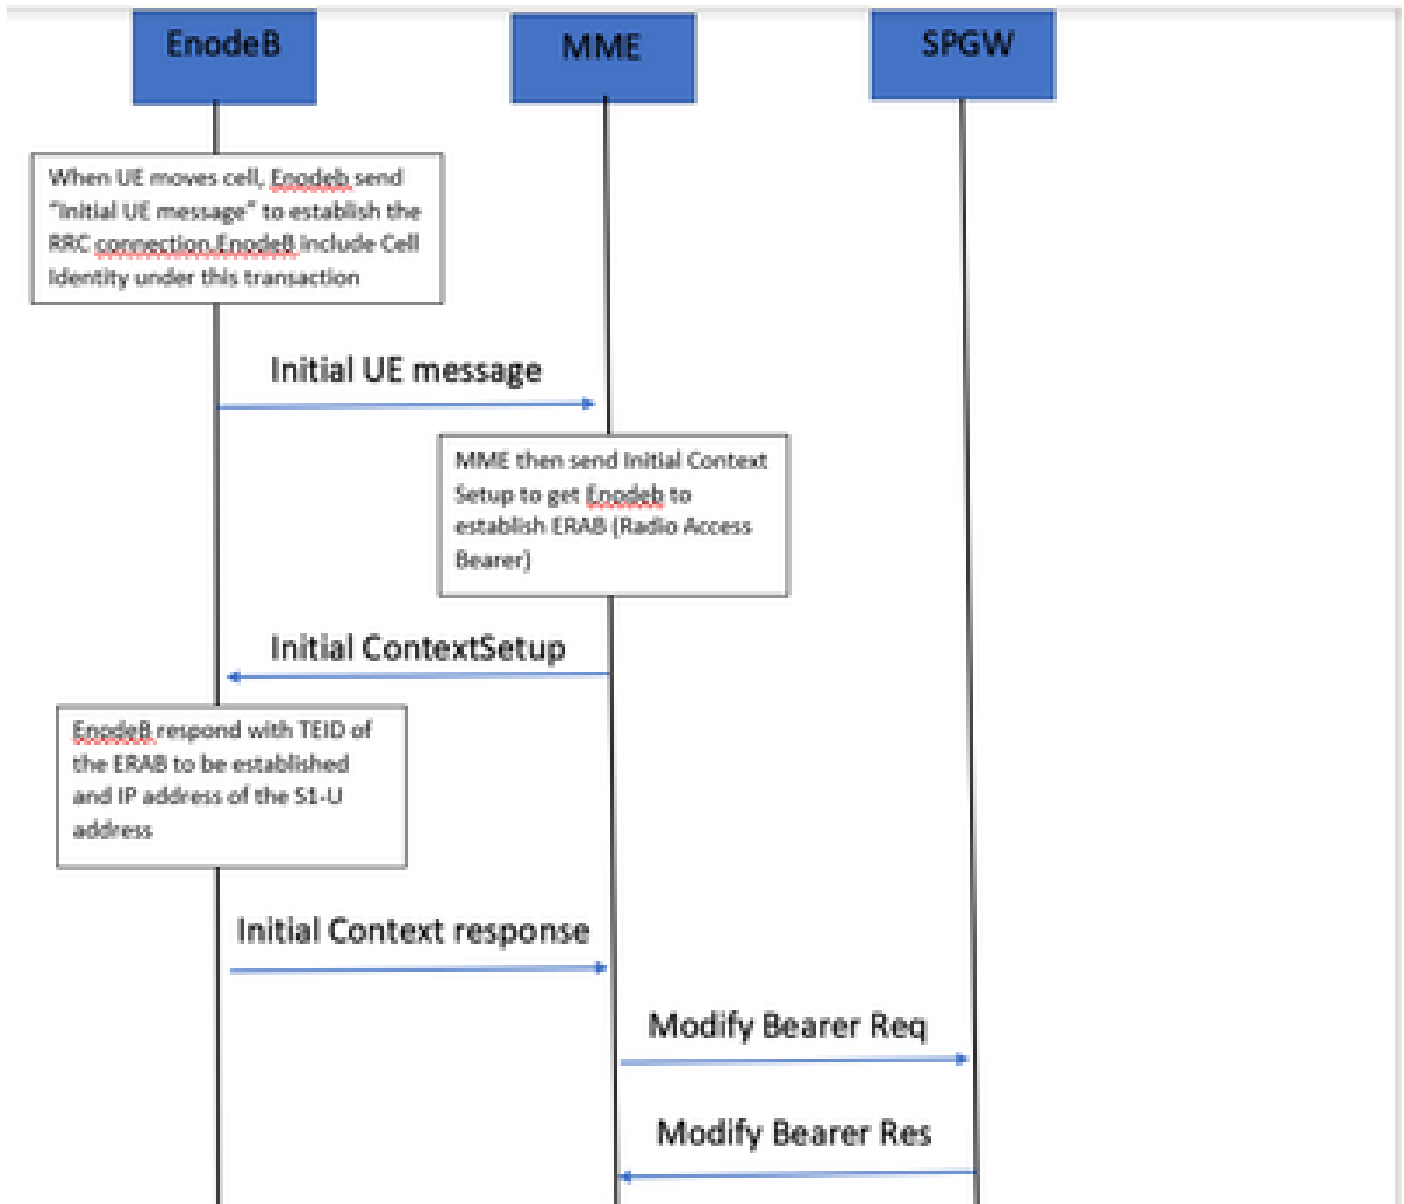 EnodeB
MME
SPGW
When UE moves cell, Enodeb send
"Initial UE message" to establish the
RRC connection.EnodeB include Cell
Identity under this transaction
Initial UE message
MME then send Initial Context
Setup to get Enodeb to
establish ERAB (Radio Access
Bearer)
Initial ContextSetup
EnodeB respond with TEID of
the ERAB to be established
and IP address of the S1-U
address
Initial Context response
Modify Bearer Req
Modify Bearer Res